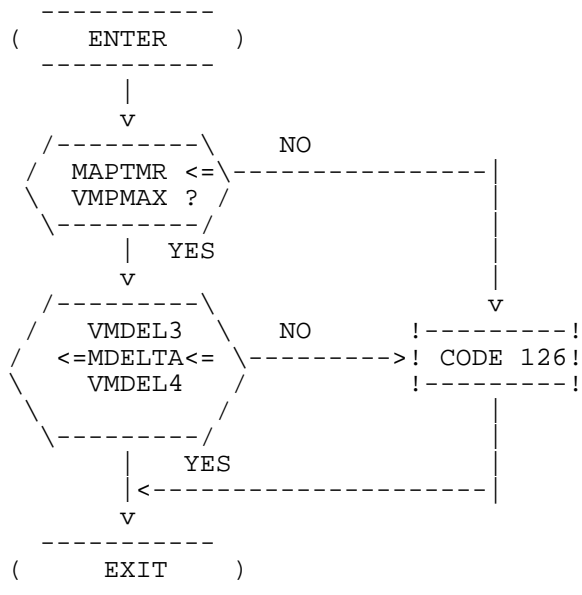 ENTER
NO
MAPTMR <=
VMPMAX ?
YES
VMDEL3 NO
<=MDELTA<= CODE 126
VMDEL4
YES
EXIT